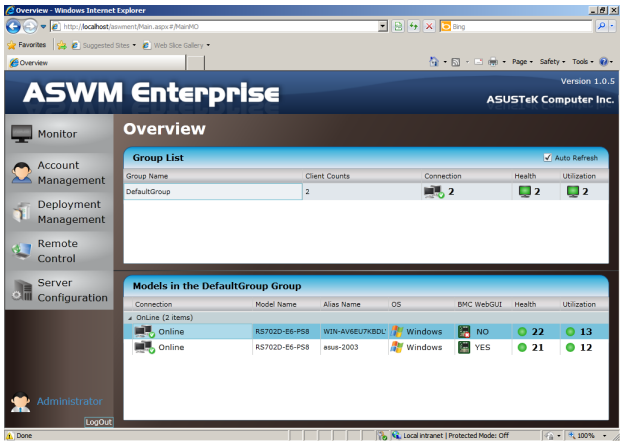 Overview - Windows Internet Explorer
http://localhost/aswment/Main.aspx#/MainMO
Bing
Favorites Suggested Sites Web Slice Gallery
Overview
Page Safety Tools
ASWM Enterprise
Version 1.0.5
ASUSTeK Computer Inc.
Monitor
Account Management
Deployment Management
Remote Control
Server Configuration
Administrator
LogOut
Overview
Group List
Auto Refresh
Group Name Client Counts Connection Health Utilization
DefaultGroup 2 2 2 2
Models in the DefaultGroup Group
Connection Model Name Alias Name OS BMC WebGUI Health Utilization
OnLine (2 items)
Online RS702D-E6-PS8 WIN-AV6EU7KBDL Windows NO 22 13
Online RS702D-E6-PS8 asus-2003 Windows YES 21 12
Done
Local intranet | Protected Mode: Off
100%